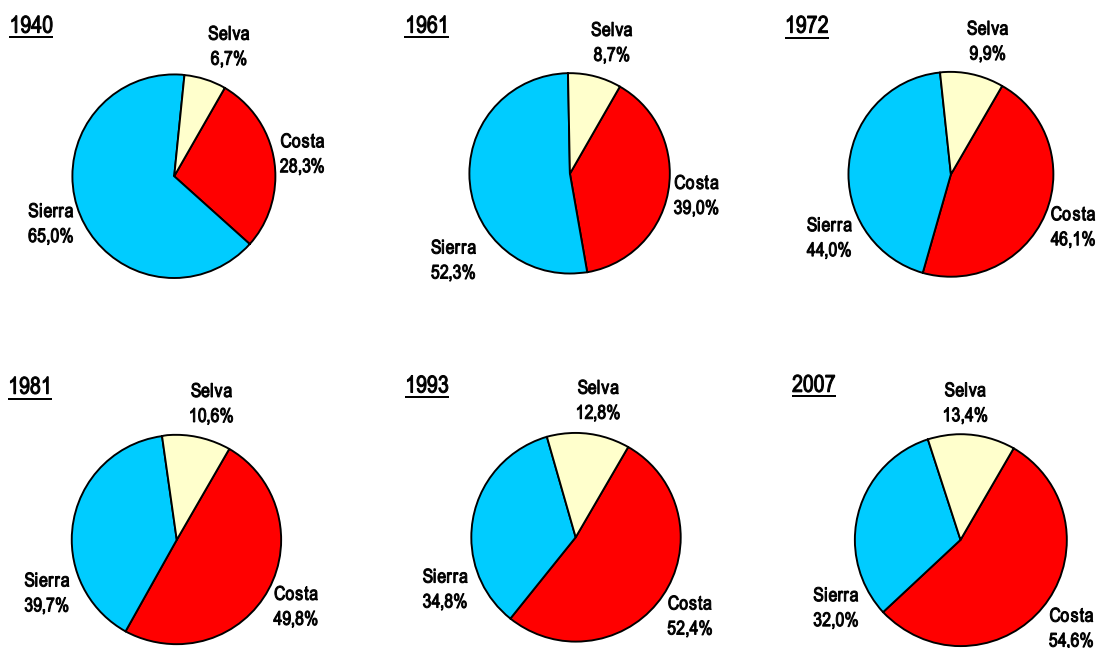 1940
Selva
6,7%
Costa
28,3%
Sierra
65,0%
1961
Selva
8,7%
Costa
39,0%
Sierra
52,3%
1972
Selva
9,9%
Costa
46,1%
Sierra
44,0%
1981
Selva
10,6%
Sierra
39,7%
Costa
49,8%
1993
Selva
12,8%
Sierra
34,8%
Costa
52,4%
2007
Selva
13,4%
Sierra
32,0%
Costa
54,6%